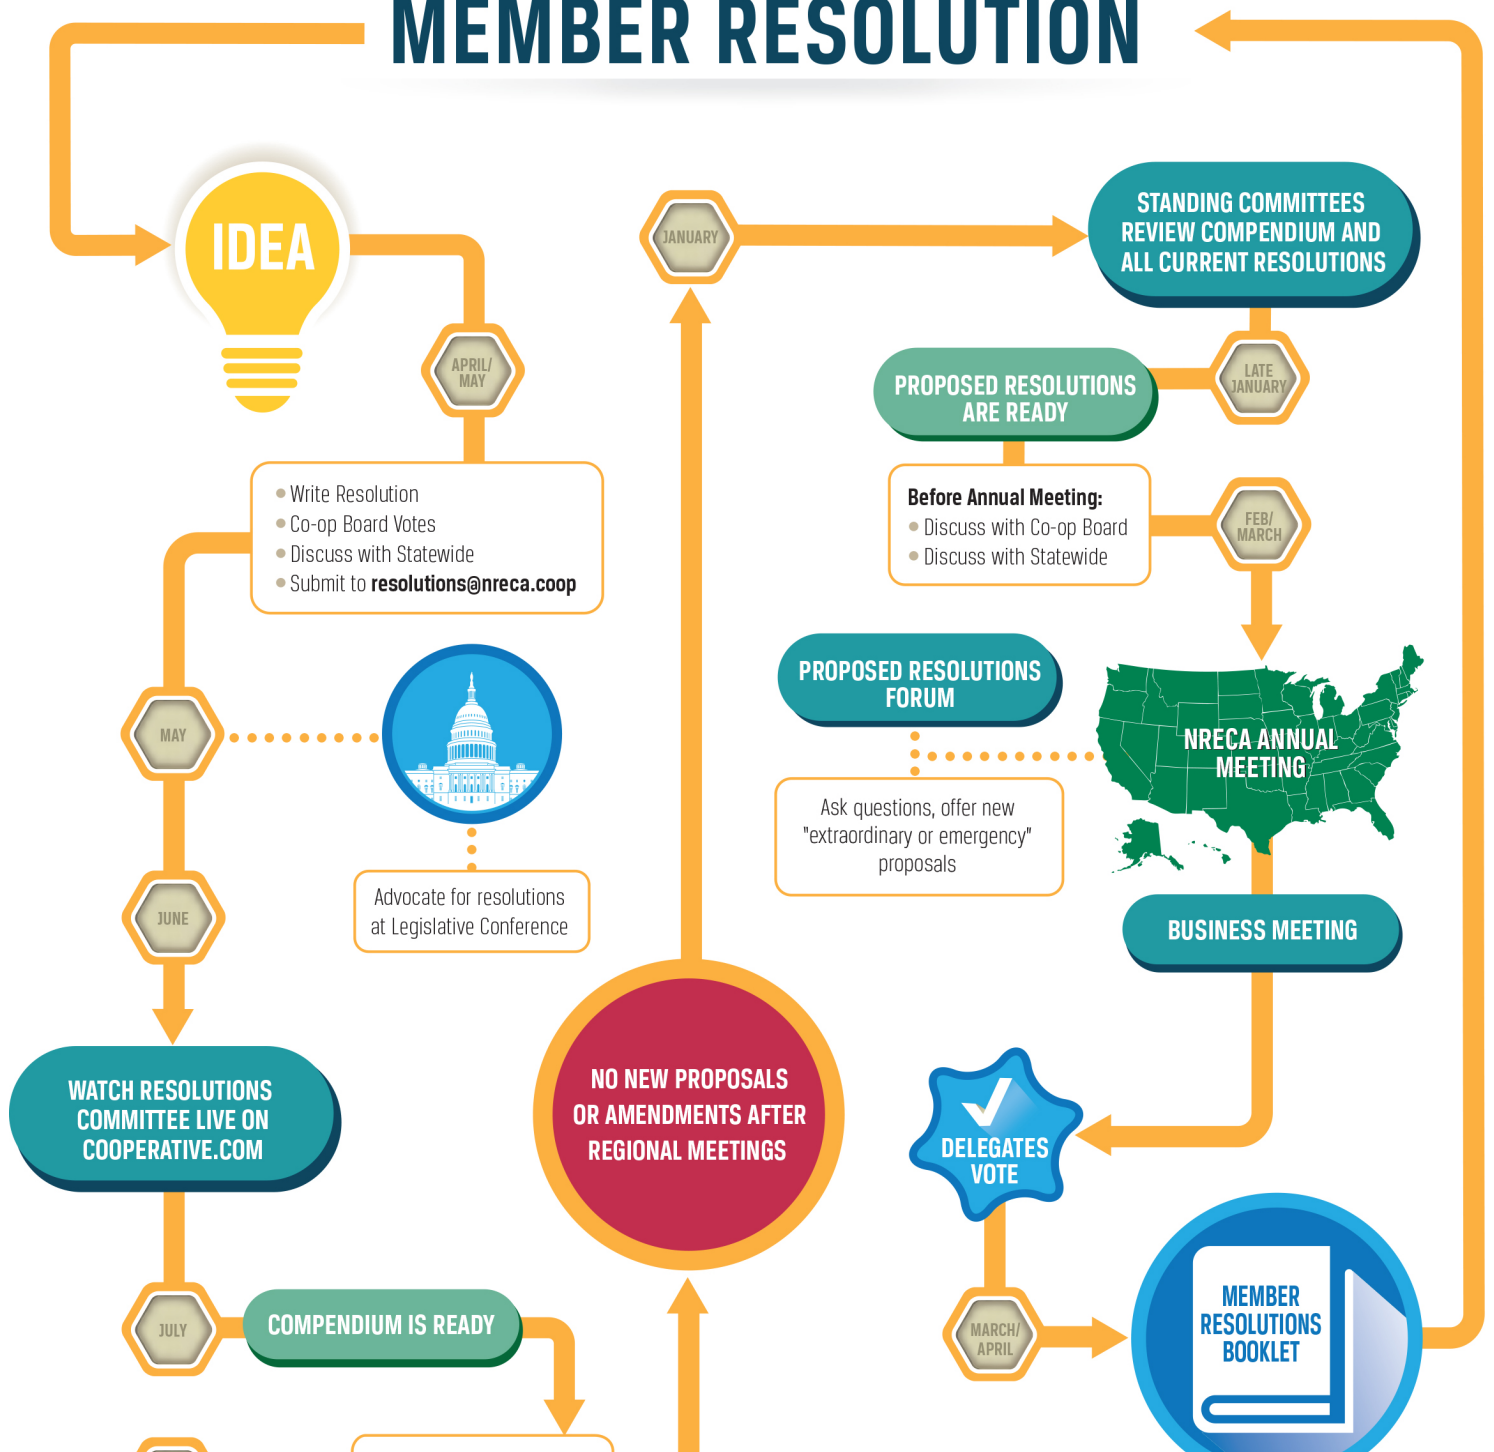 MEMBER RESOLUTION
IDEA
APRIL/
MAY
• Write Resolution
• Co-op Board Votes
• Discuss with Statewide
• Submit to resolutions@nreca.coop
MAY
Advocate for resolutions
at Legislative Conference
JUNE
WATCH RESOLUTIONS
COMMITTEE LIVE ON
COOPERATIVE.COM
JULY
COMPENDIUM IS READY
NO NEW PROPOSALS
OR AMENDMENTS AFTER
REGIONAL MEETINGS
JANUARY
STANDING COMMITTEES
REVIEW COMPENDIUM AND
ALL CURRENT RESOLUTIONS
LATE
JANUARY
PROPOSED RESOLUTIONS
ARE READY
Before Annual Meeting:
• Discuss with Co-op Board
• Discuss with Statewide
FEB/
MARCH
NRECA ANNUAL
MEETING
PROPOSED RESOLUTIONS
FORUM
Ask questions, offer new
"extraordinary or emergency"
proposals
BUSINESS MEETING
DELEGATES
VOTE
MARCH/
APRIL
MEMBER
RESOLUTIONS
BOOKLET